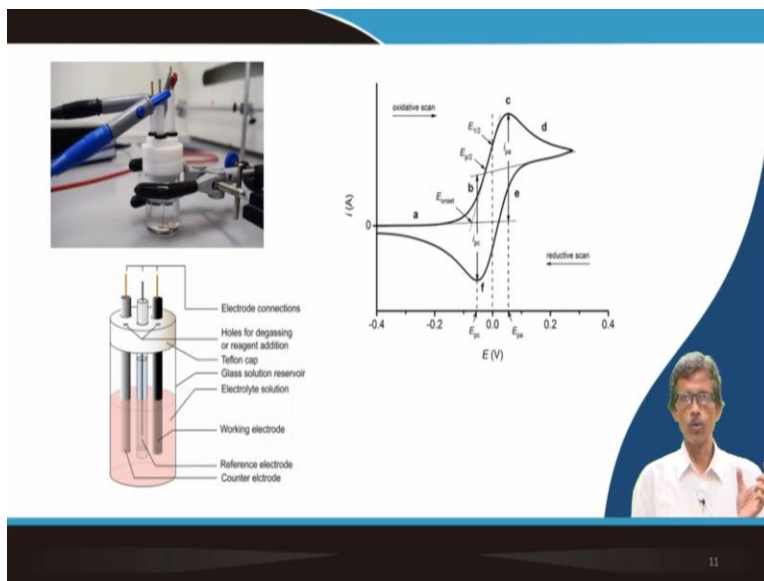 oxidative scan
c
d
E1/2
Ep/2
ipa
b
e
Eonset
a
ipc
0
i (A)
f
reductive scan
-0.4
-0.2
0.0
0.2
0.4
Epc
Epa
E (V)
Electrode connections
Holes for degassing
or reagent addition
Teflon cap
Glass solution reservoir
Electrolyte solution
Working electrode
Reference electrode
Counter elctrode
11